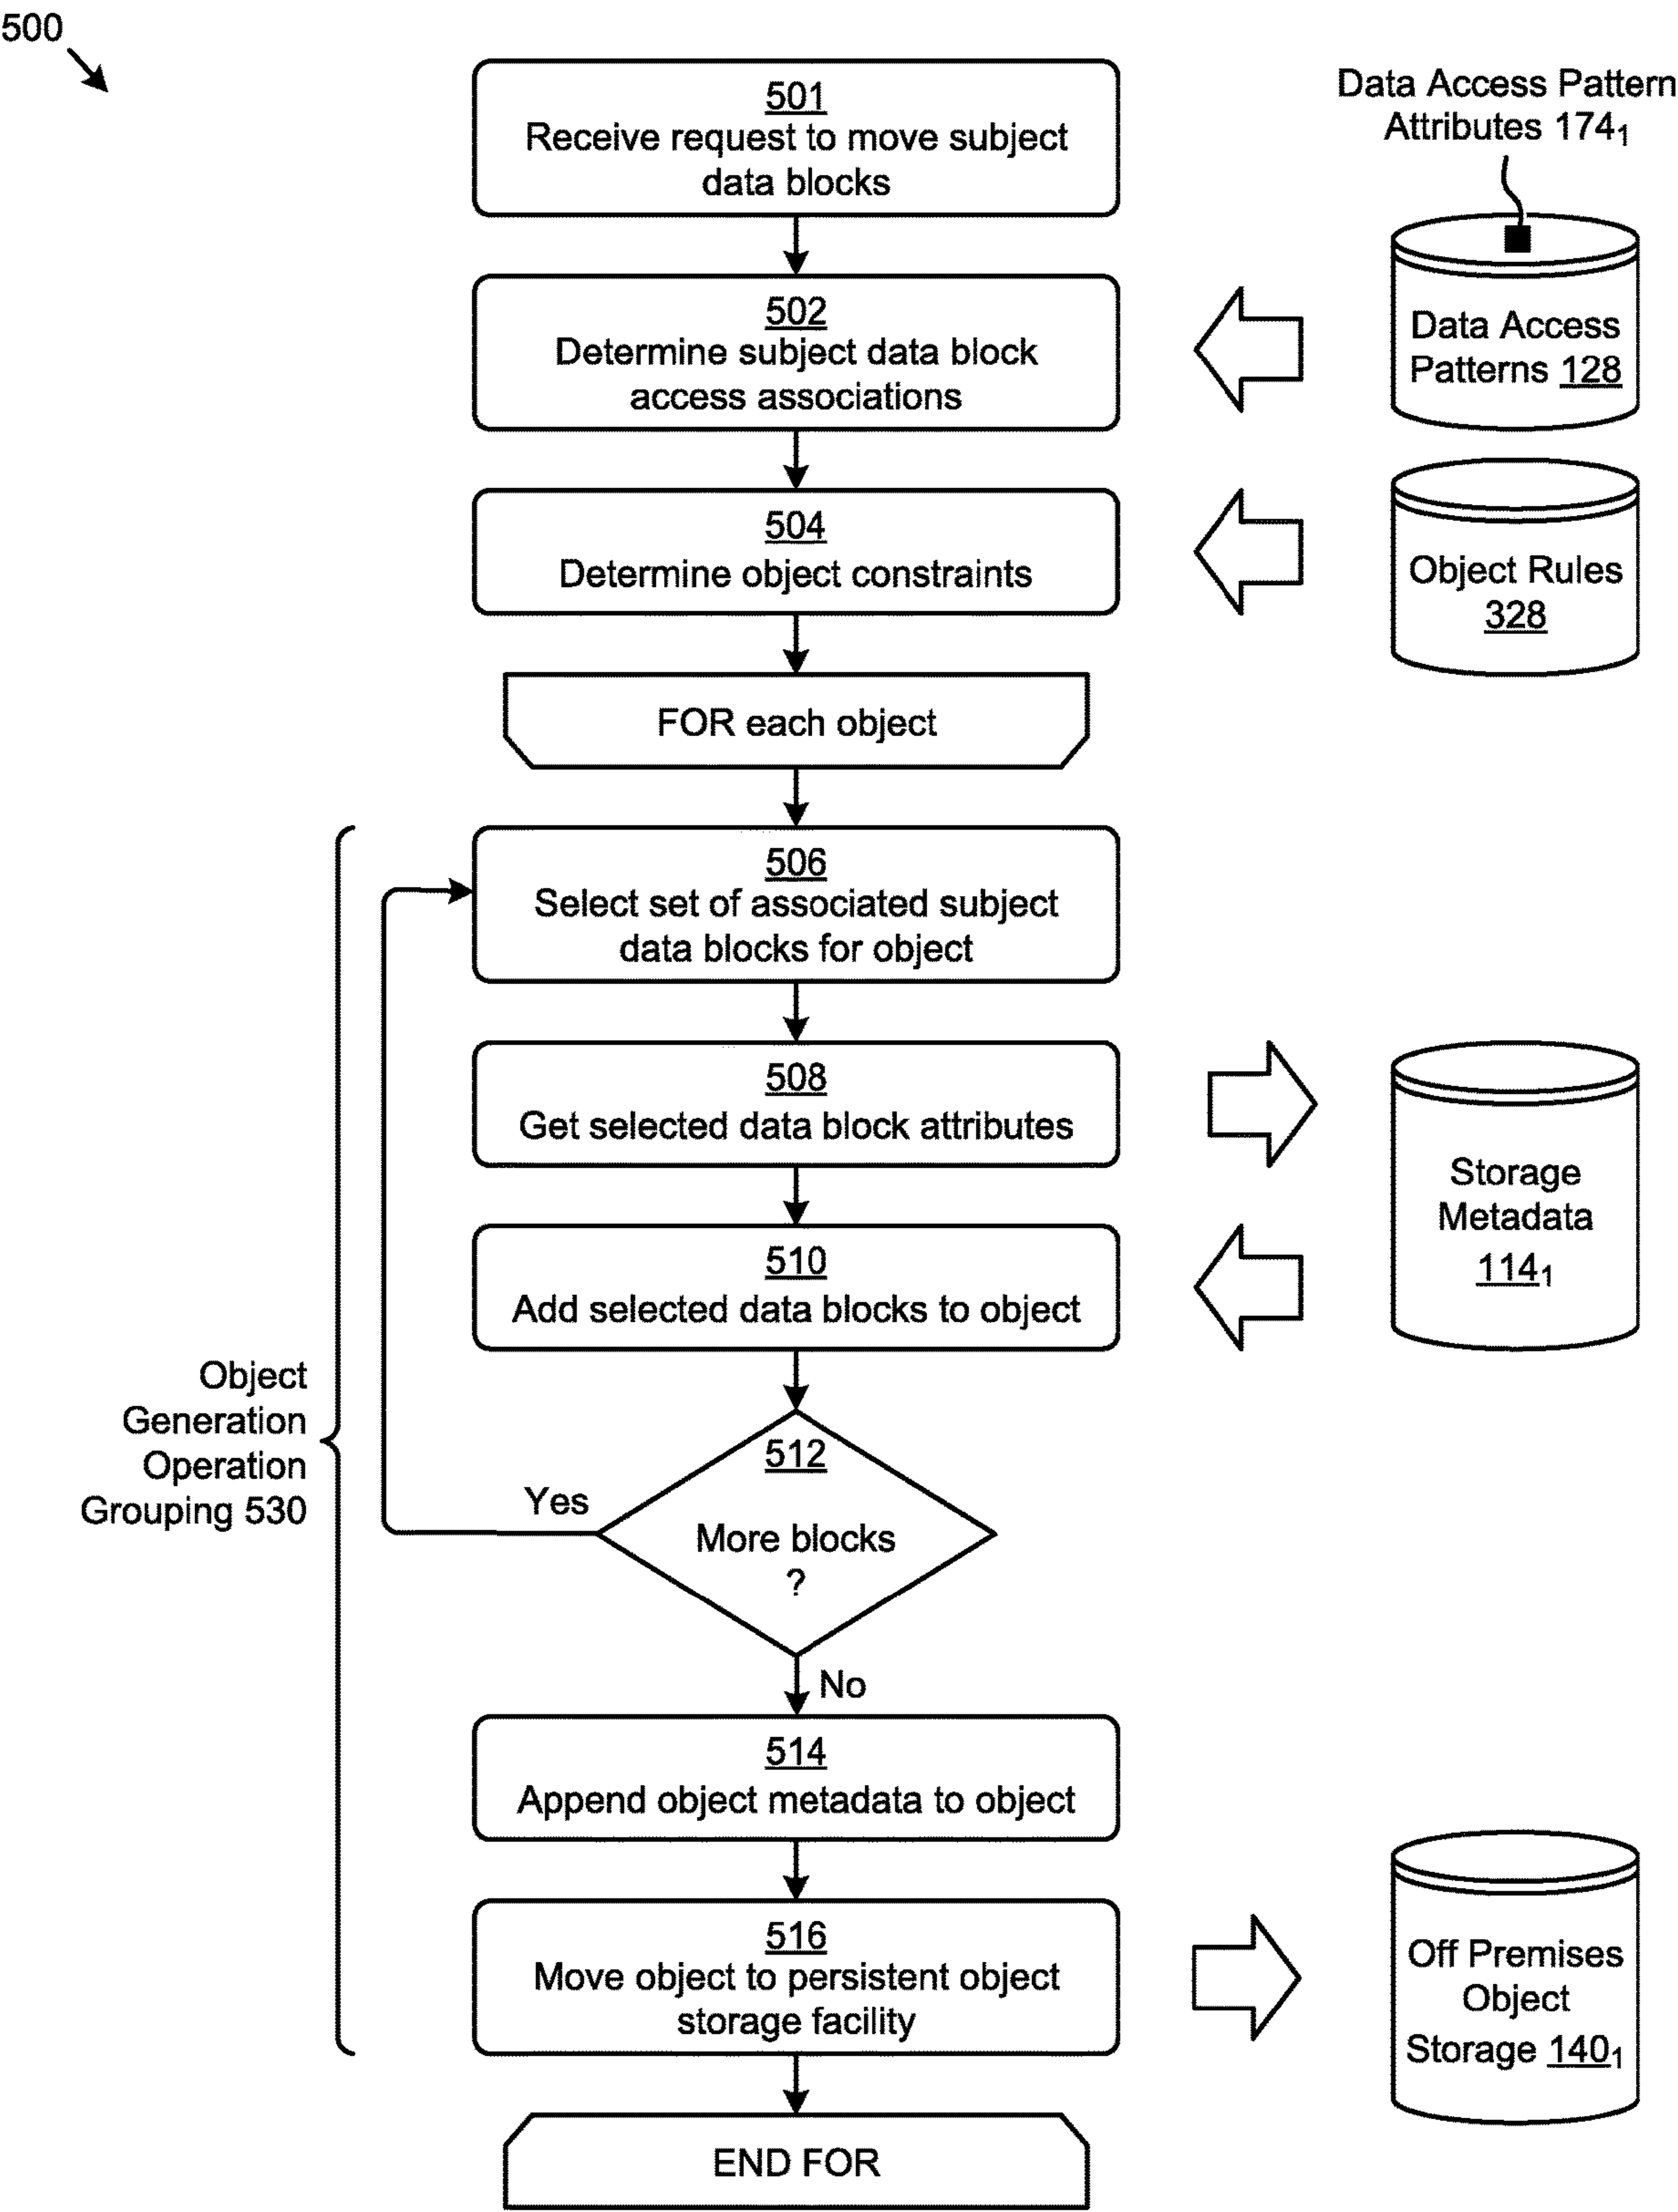 500
501
Receive request to move subject
data blocks
Data Access Pattern
Attributes 174₁
502
Determine subject data block
access associations
Data Access
Patterns 128
504
Determine object constraints
Object Rules
328
FOR each object
506
Select set of associated subject
data blocks for object
508
Get selected data block attributes
Storage
Metadata
114₁
510
Add selected data blocks to object
Object
Generation
Operation
Grouping 530
512
More blocks
?
Yes
No
514
Append object metadata to object
516
Move object to persistent object
storage facility
Off Premises
Object
Storage 140₁
END FOR